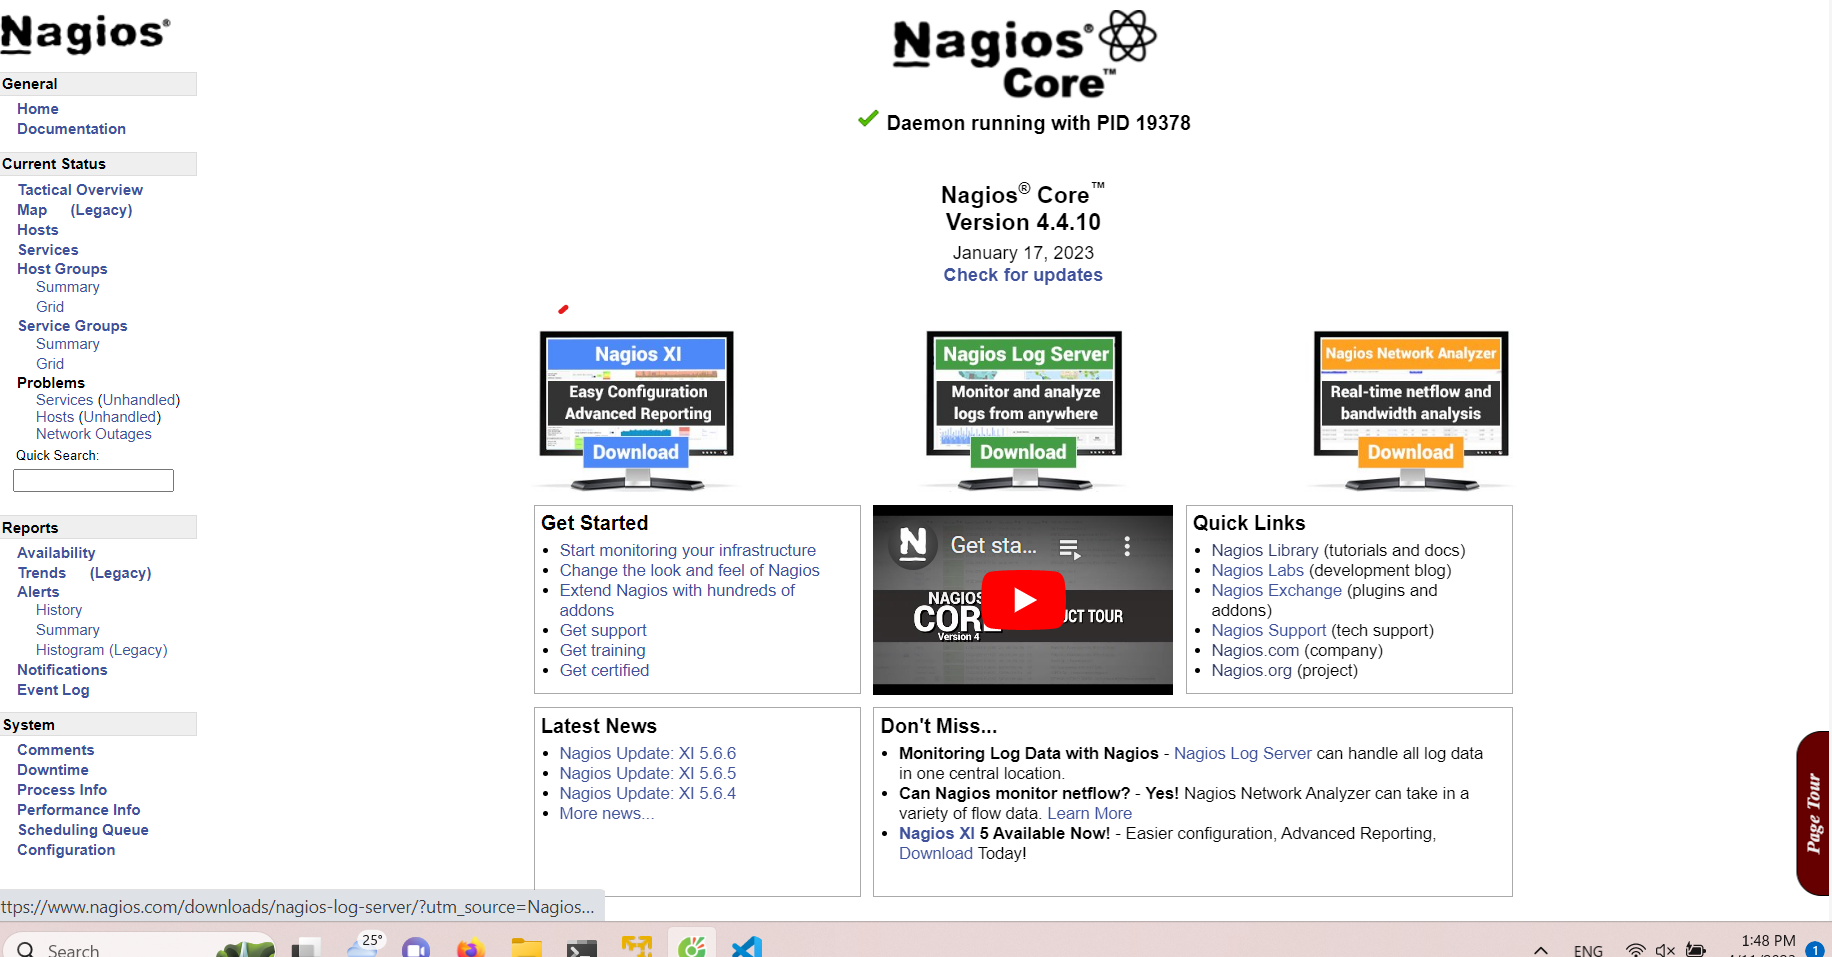 Nagios®
General
Home
Documentation
Current Status
Tactical Overview
Map (Legacy)
Hosts
Services
Host Groups
Summary
Grid
Service Groups
Summary
Grid
Problems
Services (Unhandled)
Hosts (Unhandled)
Network Outages
Quick Search:
Reports
Availability
Trends (Legacy)
Alerts
History
Summary
Histogram (Legacy)
Notifications
Event Log
System
Comments
Downtime
Process Info
Performance Info
Scheduling Queue
Configuration
Nagios®
Core™
Daemon running with PID 19378
Nagios® Core™
Version 4.4.10
January 17, 2023
Check for updates
Nagios XI
Easy Configuration
Advanced Reporting
Download
Nagios Log Server
Monitor and analyze
logs from anywhere
Download
Nagios Network Analyzer
Real-time netflow and
bandwidth analysis
Download
Get Started
Start monitoring your infrastructure
Change the look and feel of Nagios
Extend Nagios with hundreds of
addons
Get support
Get training
Get certified
N
Get sta...
NAGIOS
CORE
UCT TOUR
Version 4
Quick Links
Nagios Library (tutorials and docs)
Nagios Labs (development blog)
Nagios Exchange (plugins and
addons)
Nagios Support (tech support)
Nagios.com (company)
Nagios.org (project)
Latest News
Nagios Update: XI 5.6.6
Nagios Update: XI 5.6.5
Nagios Update: XI 5.6.4
More news...
Don't Miss...
Monitoring Log Data with Nagios - Nagios Log Server can handle all log data
in one central location.
Can Nagios monitor netflow? - Yes! Nagios Network Analyzer can take in a
variety of flow data. Learn More
Nagios XI 5 Available Now! - Easier configuration, Advanced Reporting,
Download Today!
Page Tour
ttps://www.nagios.com/downloads/nagios-log-server/?utm_source=Nagios...
Search
25°
ENG
1:48 PM
1